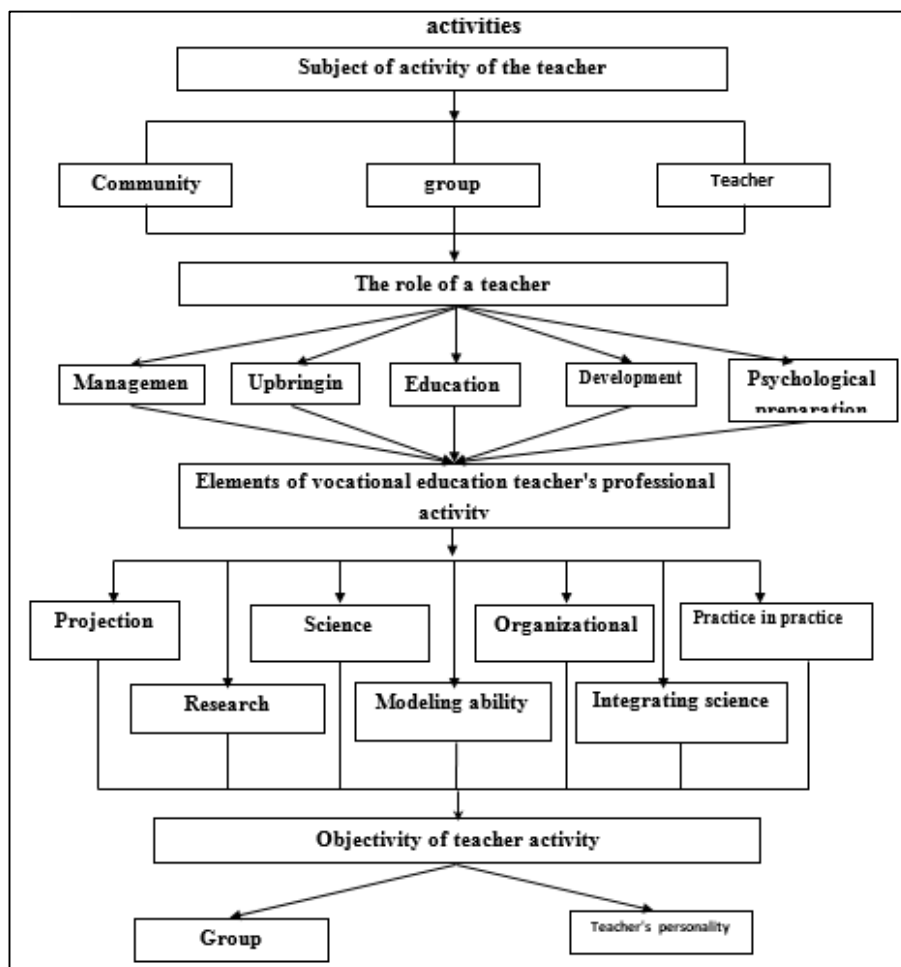 activities
Subject of activity of the teacher
Community
group
Teacher
The role of a teacher
Managemen
Upbringin
Education
Development
Psychological
preparation
Elements of vocational education teacher's professional
activity
Projection
Science
Organizational
Practice in practice
Research
Modeling ability
Integrating science
Objectivity of teacher activity
Group
Teacher's personality